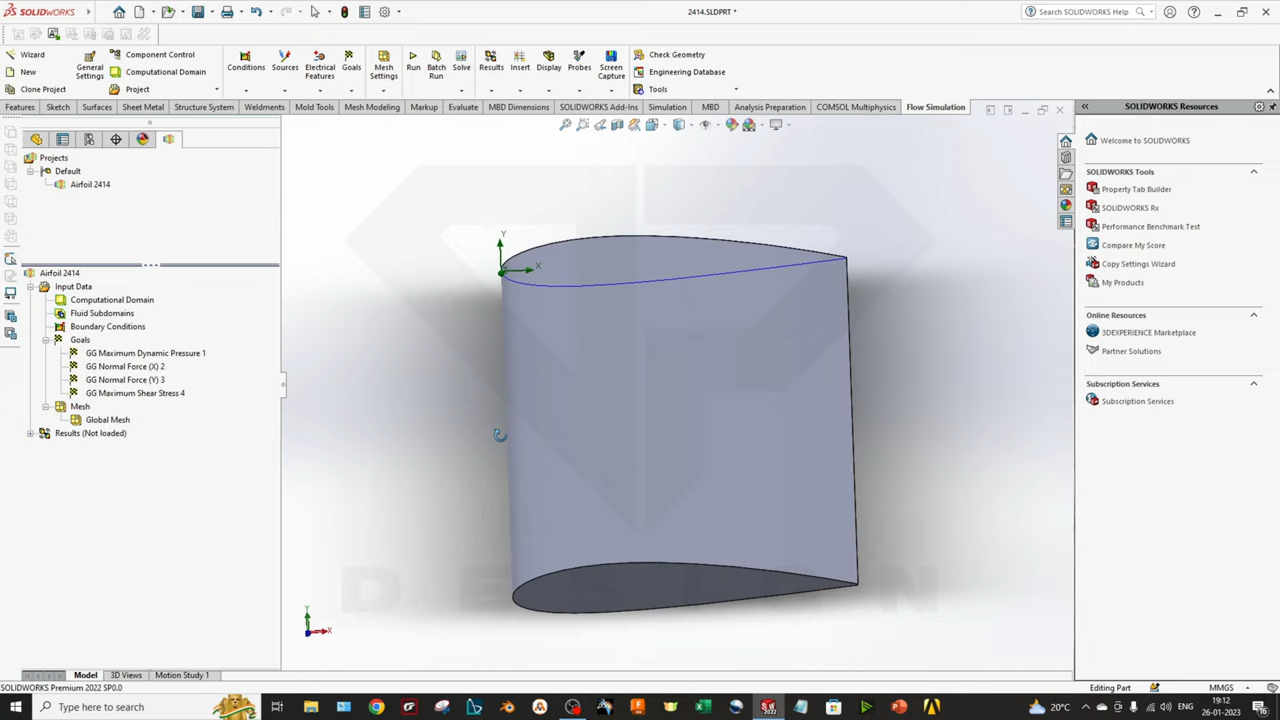 SOLIDWORKS
2414.SLDPRT *
Search SOLIDWORKS Help
Wizard
New
Clone Project
General Settings
Component Control
Computational Domain
Project
Conditions
Sources
Electrical Features
Goals
Mesh Settings
Run
Batch Run
Solve
Results
Insert
Display
Probes
Screen Capture
Check Geometry
Engineering Database
Tools
Features Sketch Surfaces Sheet Metal Structure System Weldments Mold Tools Mesh Modeling Markup Evaluate MBD Dimensions SOLIDWORKS Add-Ins Simulation MBD Analysis Preparation COMSOL Multiphysics Flow Simulation
SOLIDWORKS Resources
Projects
Default
Airfoil 2414
Airfoil 2414
Input Data
Computational Domain
Fluid Subdomains
Boundary Conditions
Goals
GG Maximum Dynamic Pressure 1
GG Normal Force (X) 2
GG Normal Force (Y) 3
GG Maximum Shear Stress 4
Mesh
Global Mesh
Results (Not loaded)
Y
X
Y
X
DESIGN
Welcome to SOLIDWORKS
SOLIDWORKS Tools
Property Tab Builder
SOLIDWORKS Rx
Performance Benchmark Test
Compare My Score
Copy Settings Wizard
My Products
Online Resources
3DEXPERIENCE Marketplace
Partner Solutions
Subscription Services
Subscription Services
Model 3D Views Motion Study 1
SOLIDWORKS Premium 2022 SP0.0
Editing Part
MMGS
Type here to search
20°C
ENG
19:12
26-01-2023